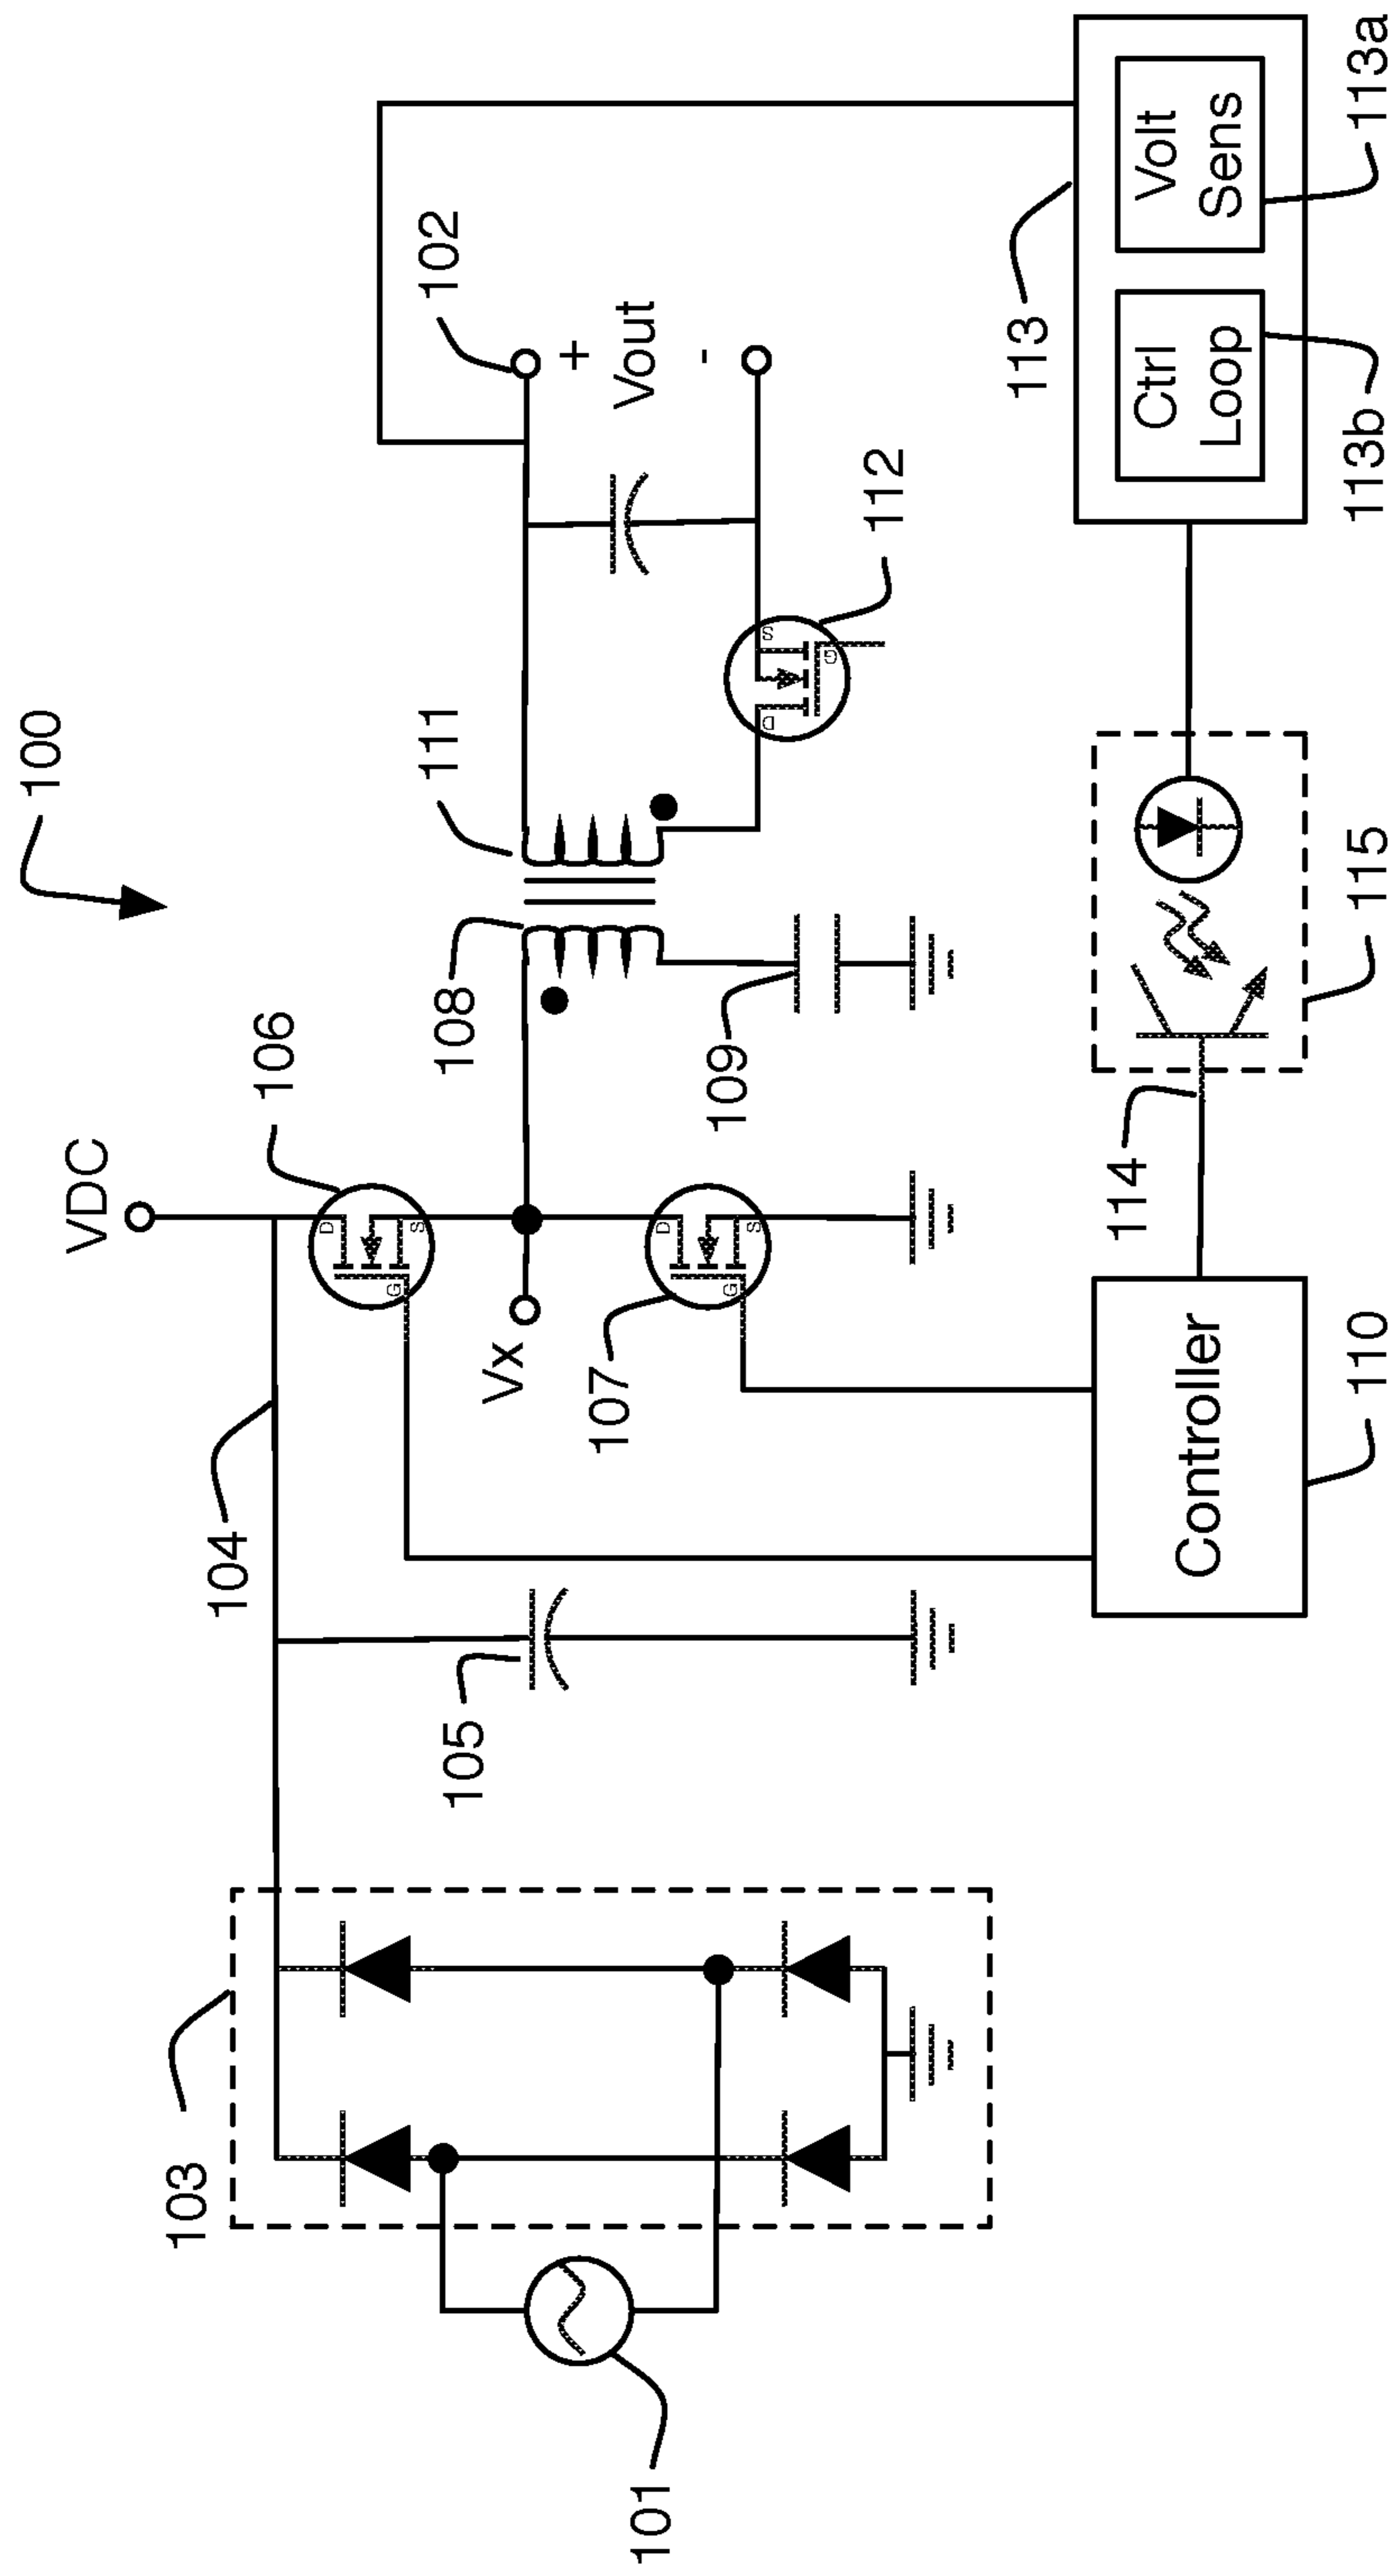 100
VDC
106
104
103
105
101
Vx
107
108
111
109
102
+
Vout
-
112
D
S
G
D
S
G
D
S
G
113
Volt
Sens
Ctrl
Loop
113a
113b
114
115
Controller
110